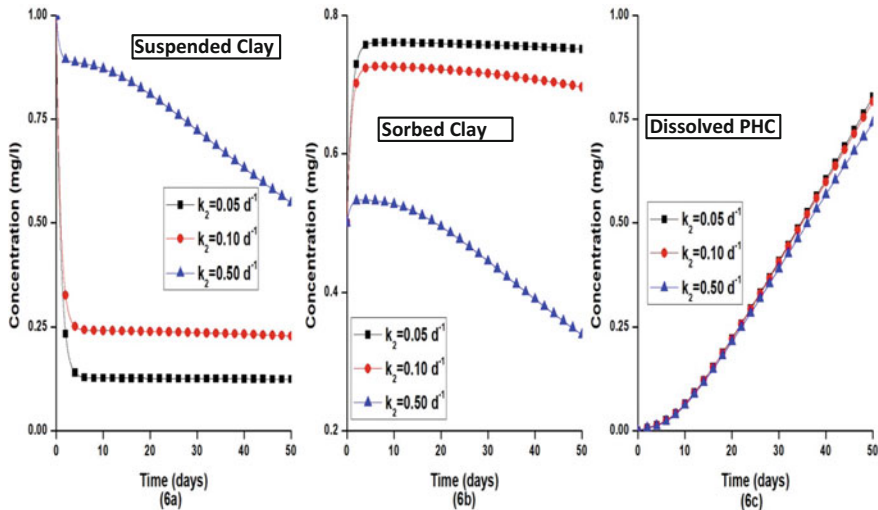 Suspended Clay
Concentration (mg/l)
1.00
0.75
0.50
0.25
0.00
k₂=0.05 d⁻¹
k₂=0.10 d⁻¹
k₂=0.50 d⁻¹
0 10 20 30 40 50
Time (days)
(6a)
Sorbed Clay
Concentration (mg/l)
0.8
0.6
0.4
0.2
k₂=0.05 d⁻¹
k₂=0.10 d⁻¹
k₂=0.50 d⁻¹
0 10 20 30 40 50
Time (days)
(6b)
Dissolved PHC
Concentration (mg/l)
1.00
0.75
0.50
0.25
0.00
k₂=0.05 d⁻¹
k₂=0.10 d⁻¹
k₂=0.50 d⁻¹
0 10 20 30 40 50
Time (days)
(6c)